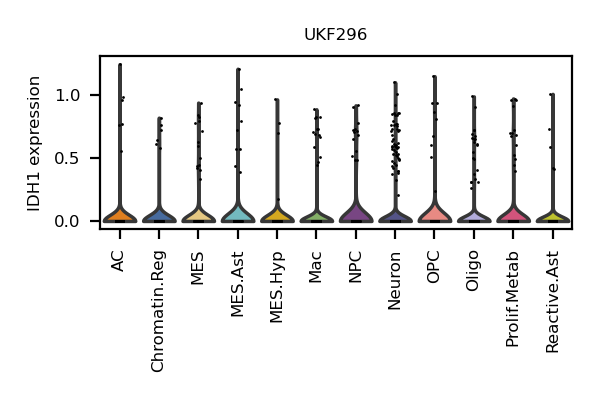 UKF296
IDH1 expression
1.0
0.5
0.0
AC
Chromatin.Reg
MES
MES.Ast
MES.Hyp
Mac
NPC
Neuron
OPC
Oligo
Prolif.Metab
Reactive.Ast